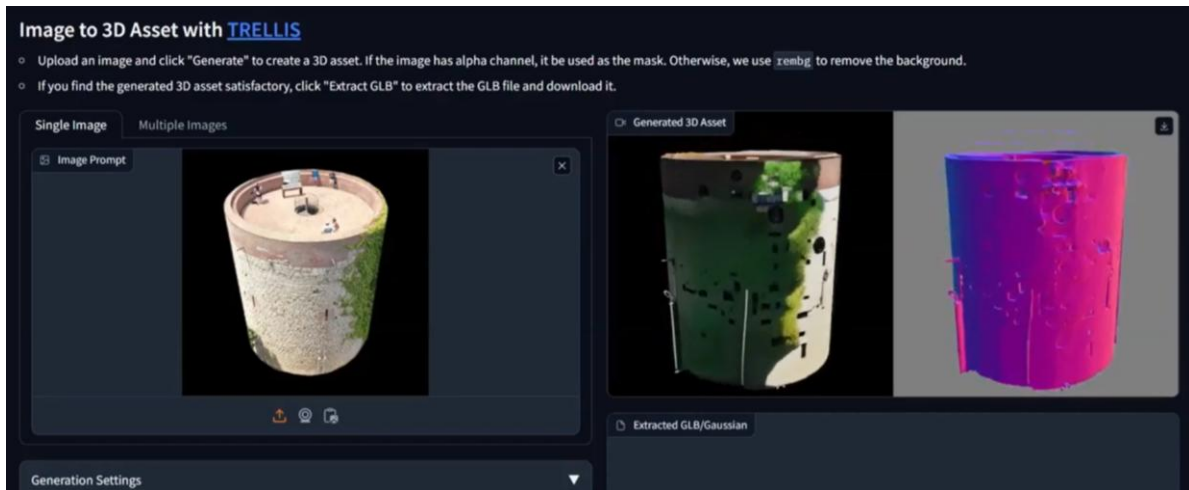 Image to 3D Asset with TRELLIS
Upload an image and click "Generate" to create a 3D asset. If the image has alpha channel, it be used as the mask. Otherwise, we use rembg to remove the background.
If you find the generated 3D asset satisfactory, click "Extract GLB" to extract the GLB file and download it.
Single Image Multiple Images
Image Prompt
Generated 3D Asset
Extracted GLB/Gaussian
Generation Settings